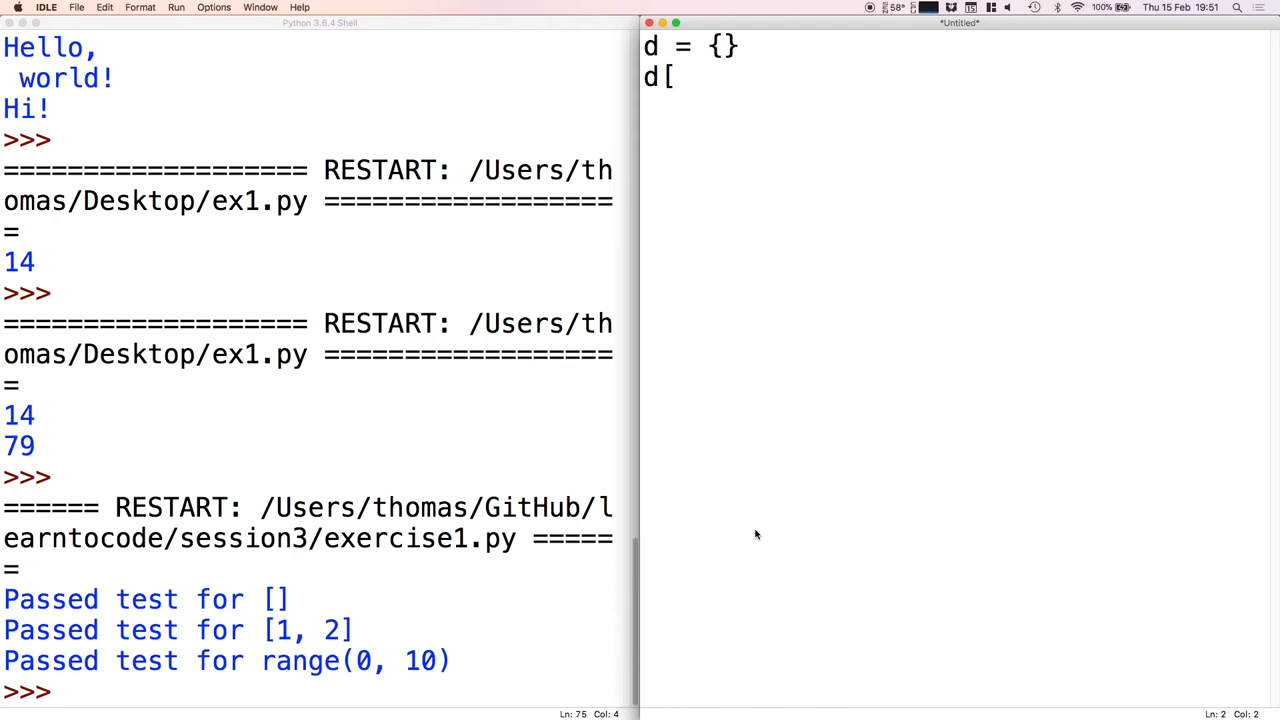 IDLE File Edit Format Run Options Window Help
58° 100% Thu 15 Feb 19:51
Python 3.6.4 Shell
Hello,
 world!
Hi!
>>>
=================== RESTART: /Users/th
omas/Desktop/ex1.py ==================
=
14
>>>
=================== RESTART: /Users/th
omas/Desktop/ex1.py ==================
=
14
79
>>>
====== RESTART: /Users/thomas/GitHub/l
earntocode/session3/exercise1.py =====
=
Passed test for []
Passed test for [1, 2]
Passed test for range(0, 10)
>>>
Ln: 75 Col: 4
*Untitled*
d = {}
d[
Ln: 2 Col: 2